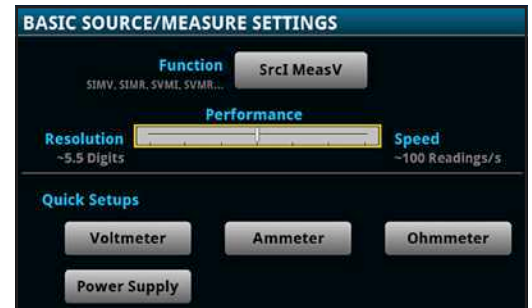 BASIC SOURCE/MEASURE SETTINGS
Function
SIMV, SIMR, SVMI, SVMR...
SrcI MeasV
Performance
Resolution
~5.5 Digits
Speed
~100 Readings/s
Quick Setups
Voltmeter
Ammeter
Ohmmeter
Power Supply